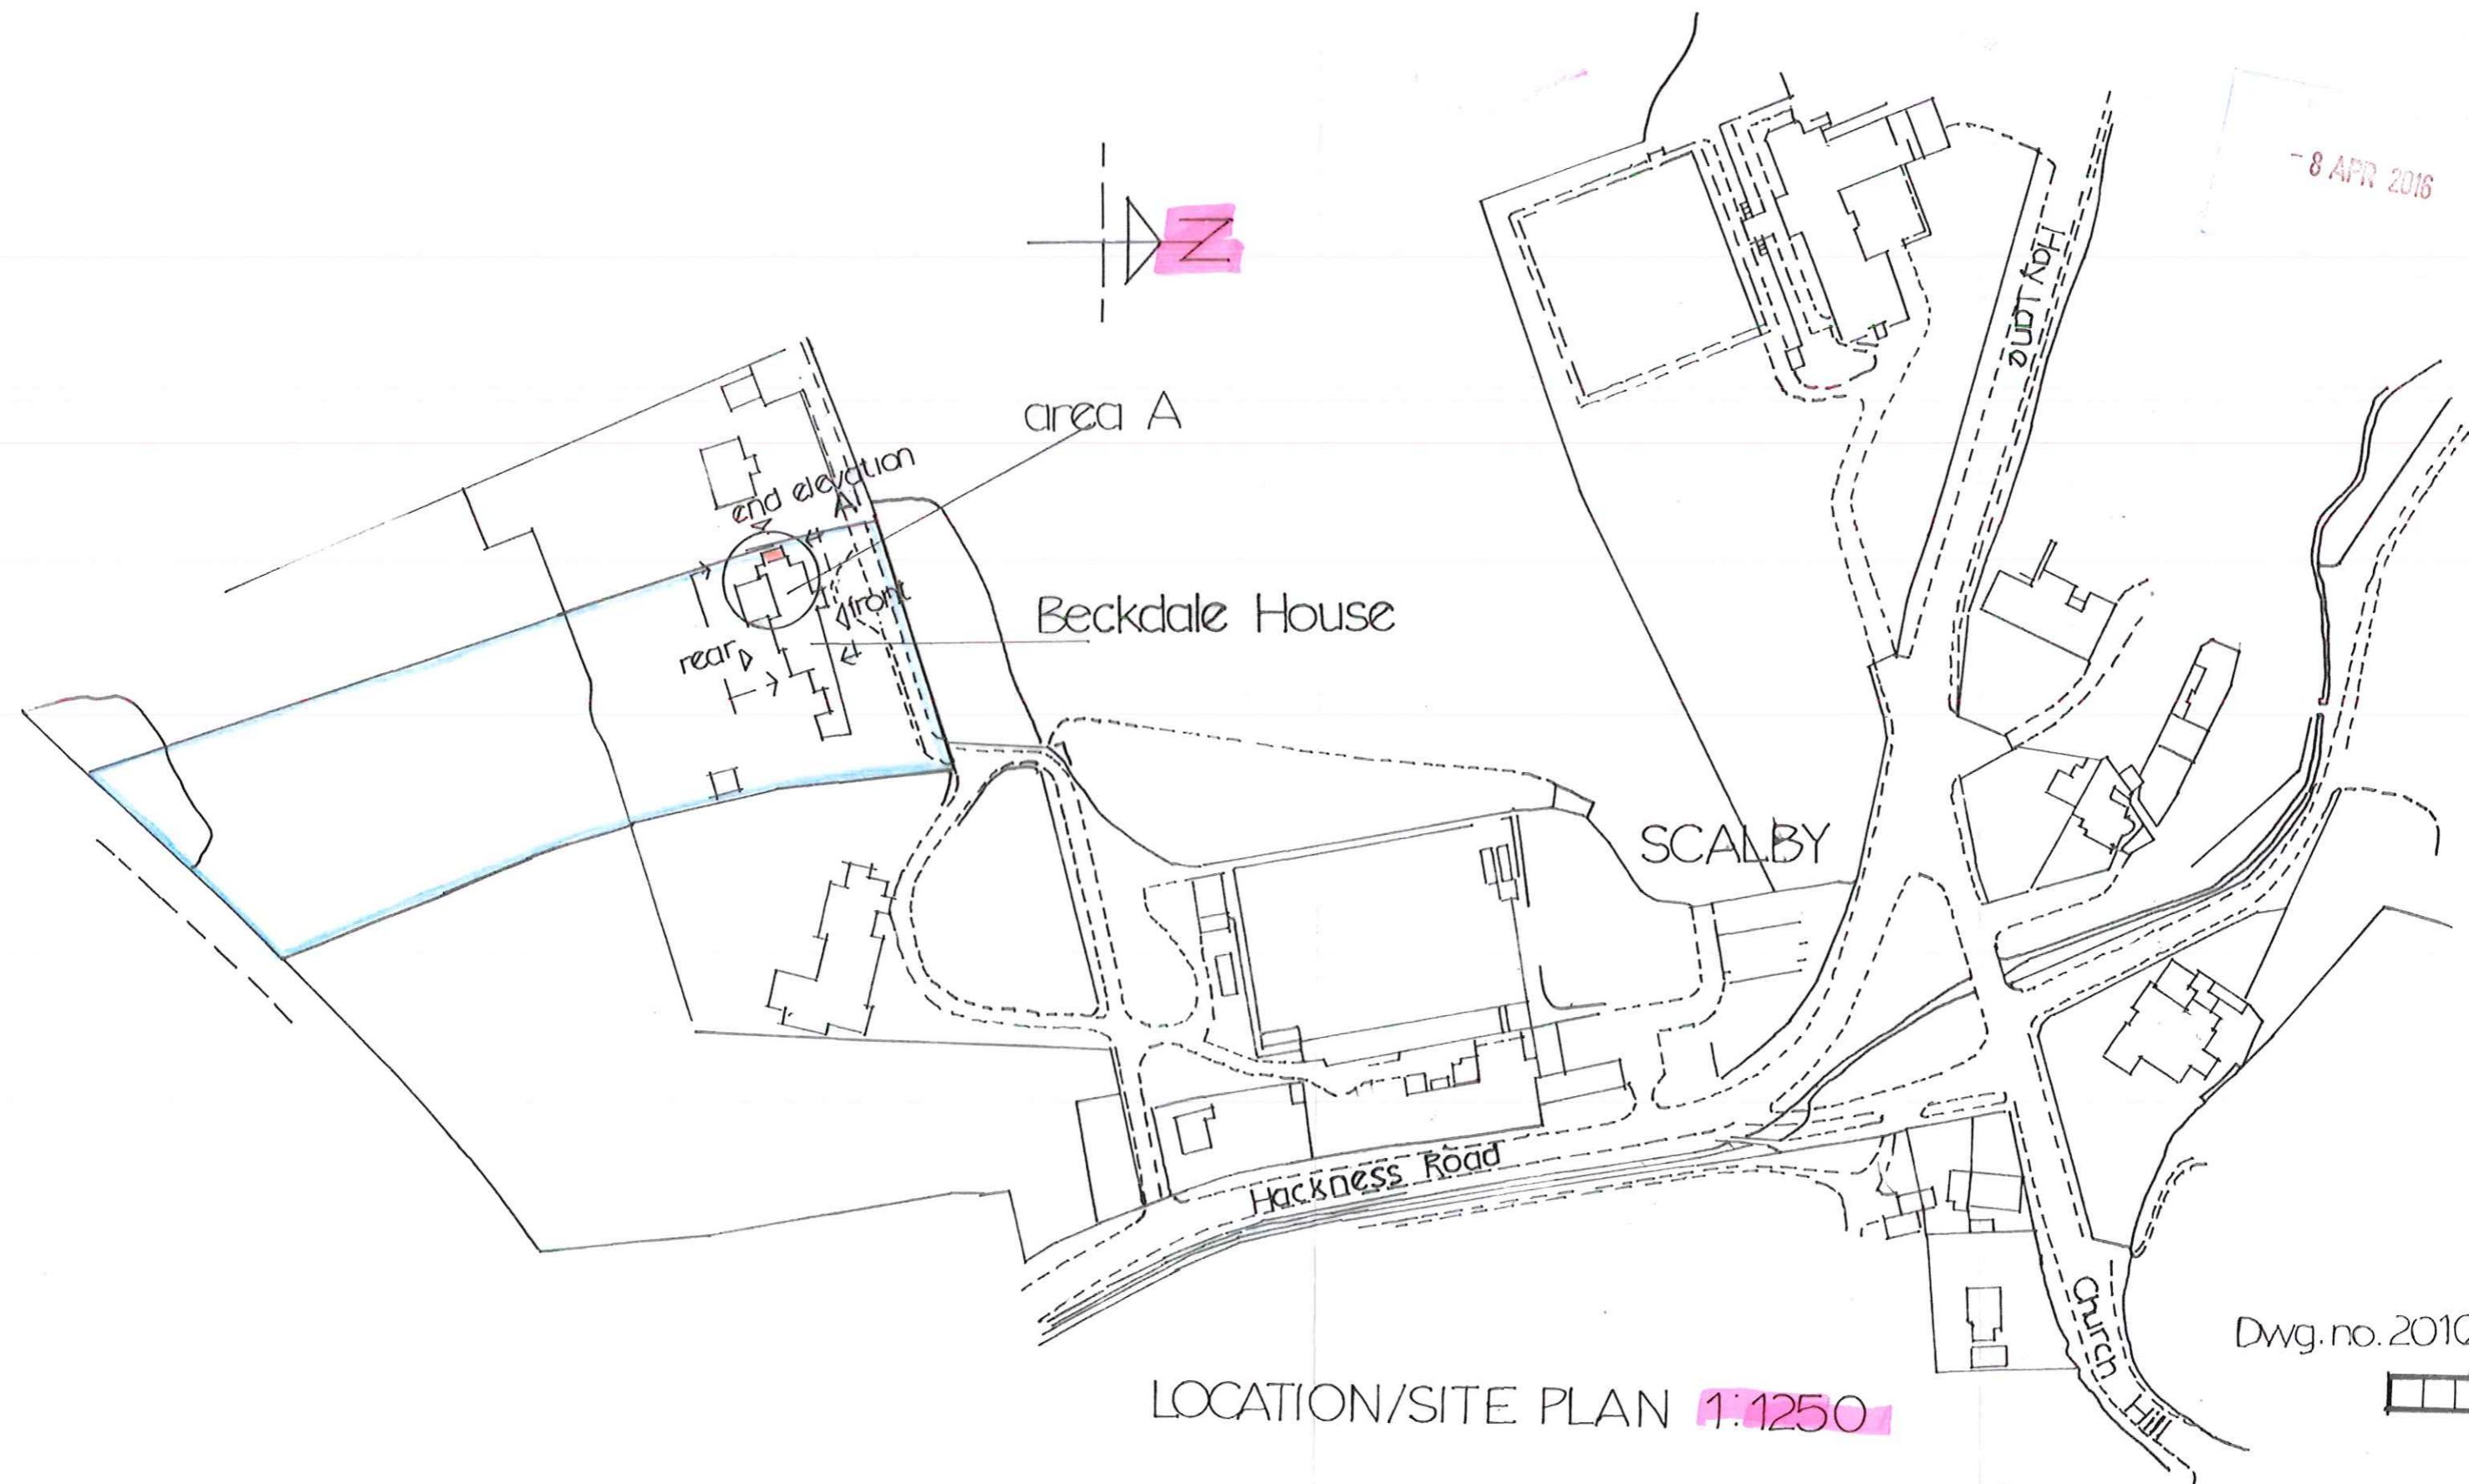 - 8 APR 2016
N
Hay Lane
area A
end elevation
A
front
Beckdale House
rear
SCALBY
Hackness Road
Church Hill
Dwg. no. 2010
LOCATION/SITE PLAN 1:1250